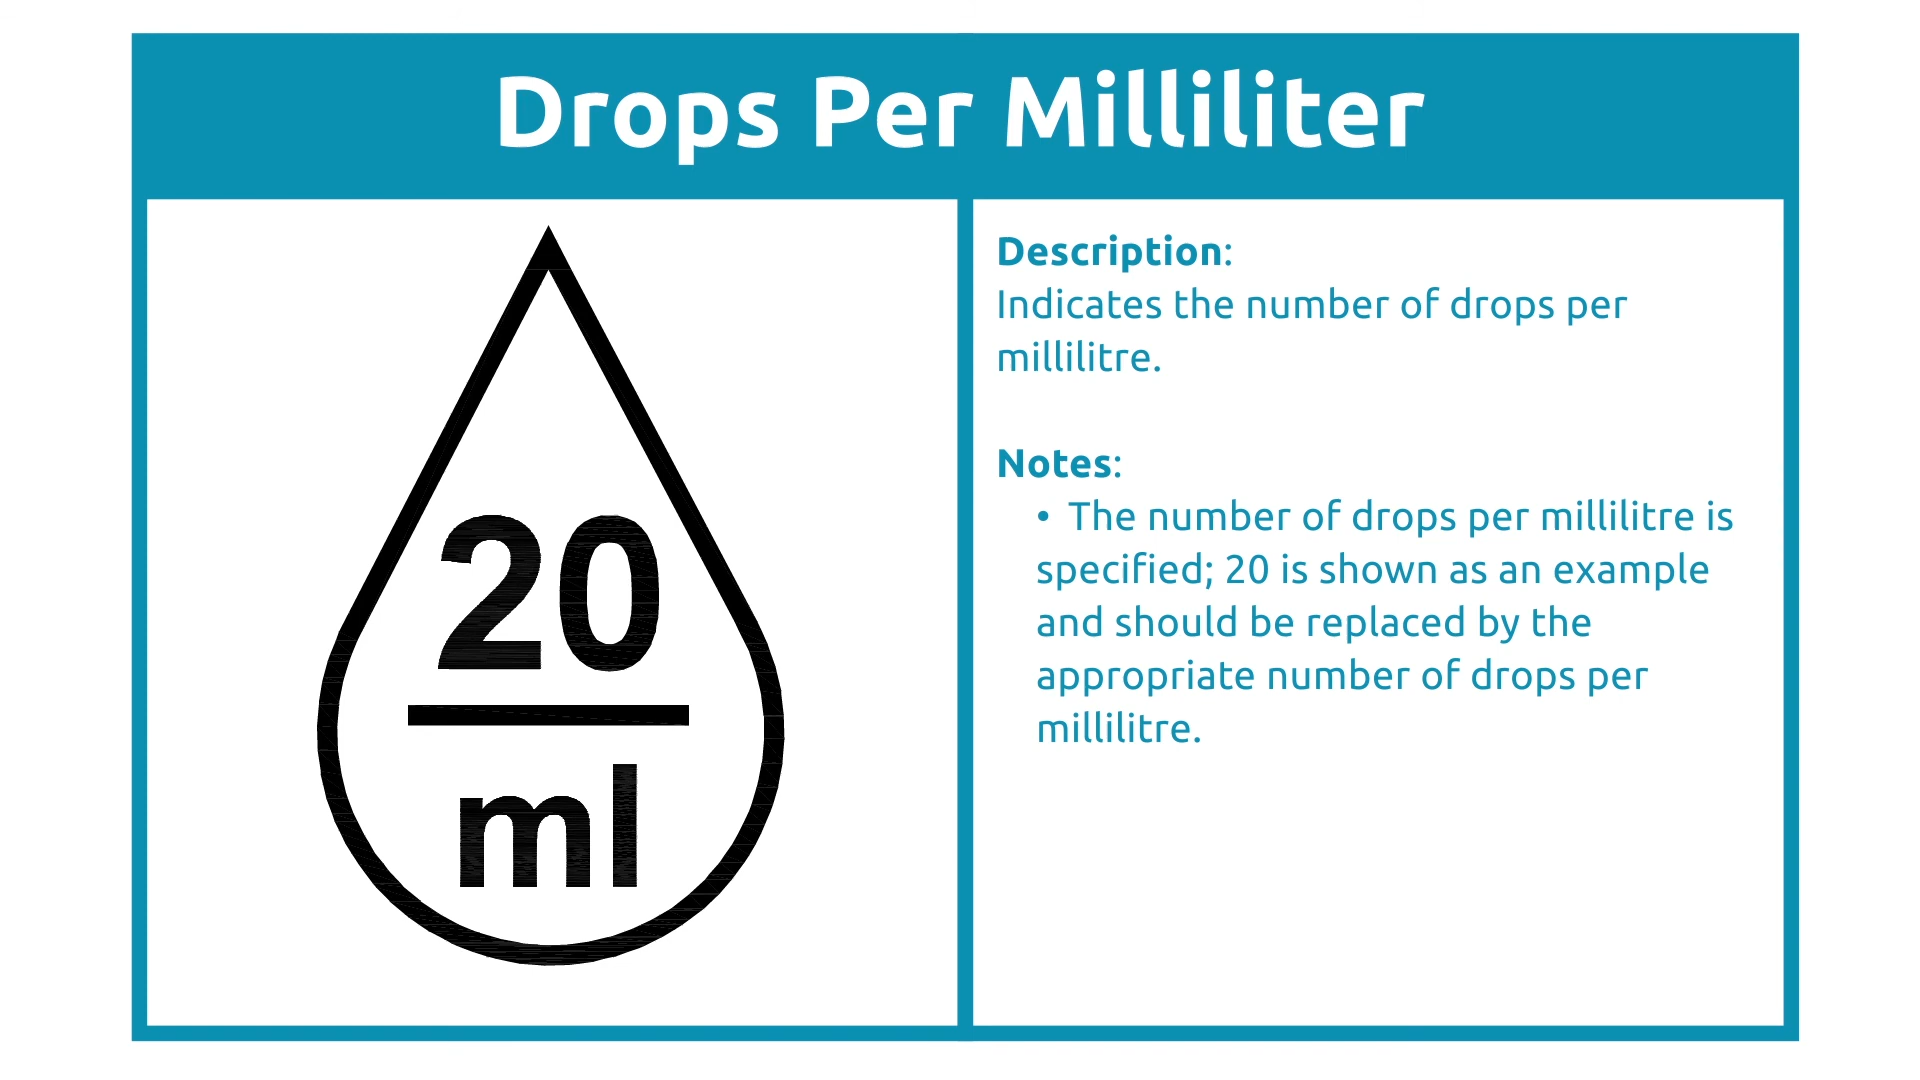 Drops Per Milliliter
20
ml
Description:
Indicates the number of drops per
millilitre.
Notes:
• The number of drops per millilitre is
specified; 20 is shown as an example
and should be replaced by the
appropriate number of drops per
millilitre.